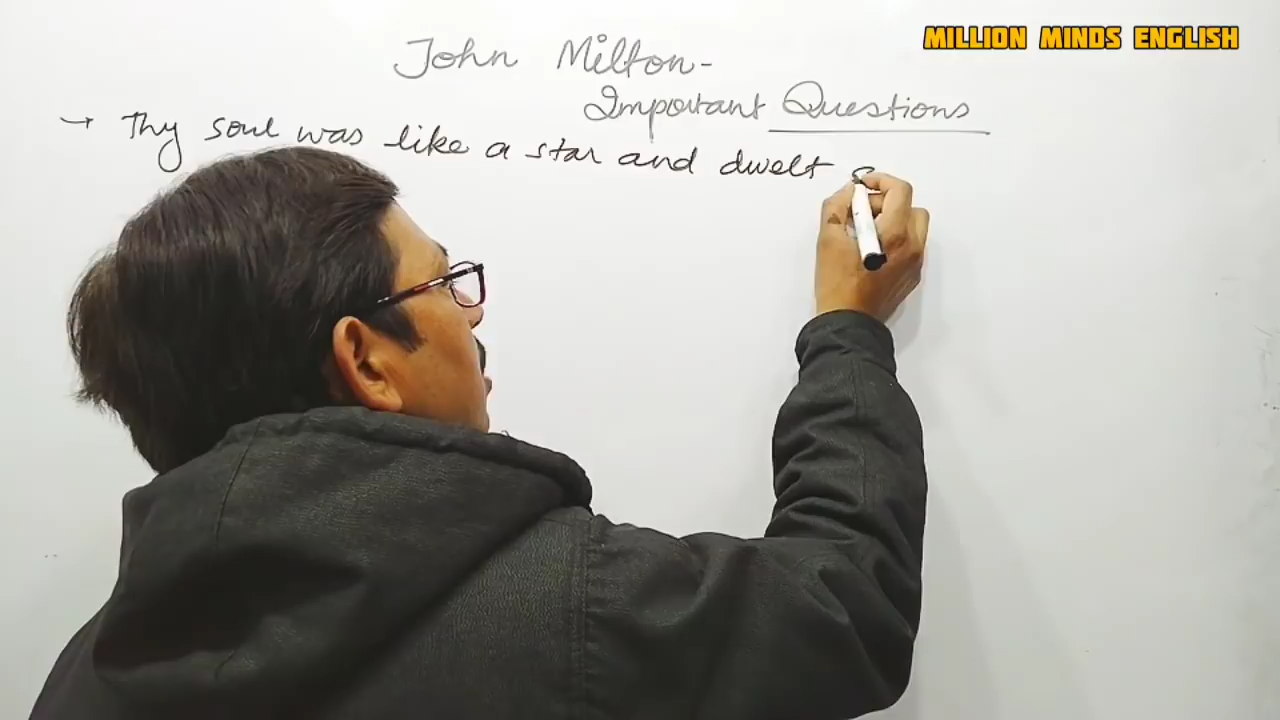 MILLION MINDS ENGLISH
John Milton-
Important Questions
→ Thy soul was like a star and dwelt